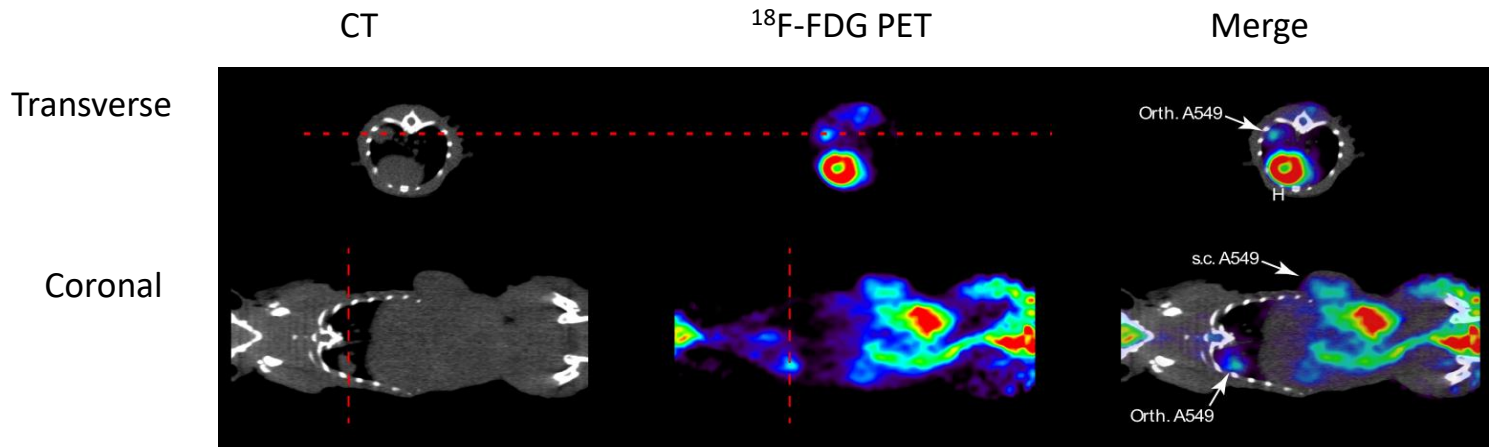 CT
¹⁸F-FDG PET
Merge
Transverse
Orth. A549
H
Coronal
s.c. A549
Orth. A549